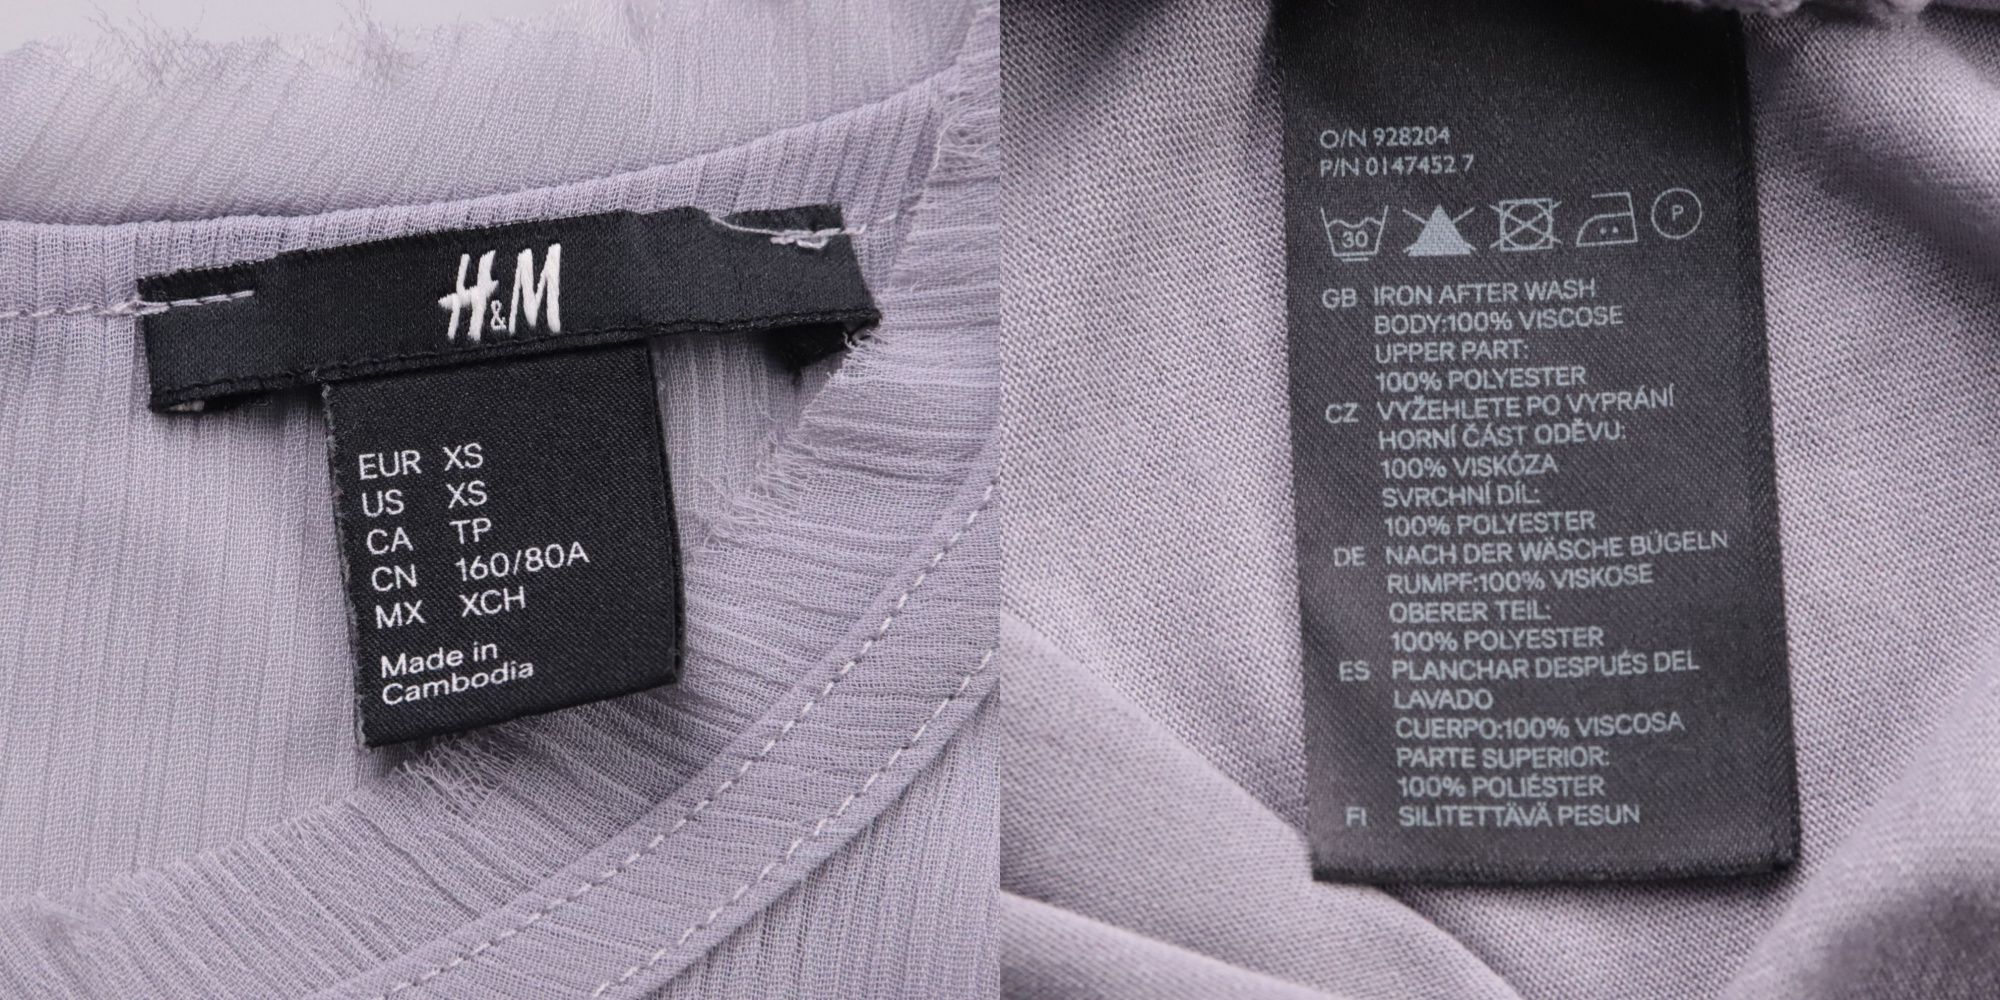 H&M
EUR XS
US XS
CA TP
CN 160/80A
MX XCH
Made in
Cambodia
O/N 928204
P/N 0147452 7
30
P
GB IRON AFTER WASH
BODY:100% VISCOSE
UPPER PART:
100% POLYESTER
CZ VYŽEHLETE PO VYPRÁNÍ
HORNÍ ČÁST ODĚVU:
100% VISKÓZA
SVRCHNÍ DÍL:
100% POLYESTER
DE NACH DER WÄSCHE BÜGELN
RUMPF:100% VISKOSE
OBERER TEIL:
100% POLYESTER
ES PLANCHAR DESPUÉS DEL
LAVADO
CUERPO:100% VISCOSA
PARTE SUPERIOR:
100% POLIÉSTER
FI SILITETTÄVÄ PESUN